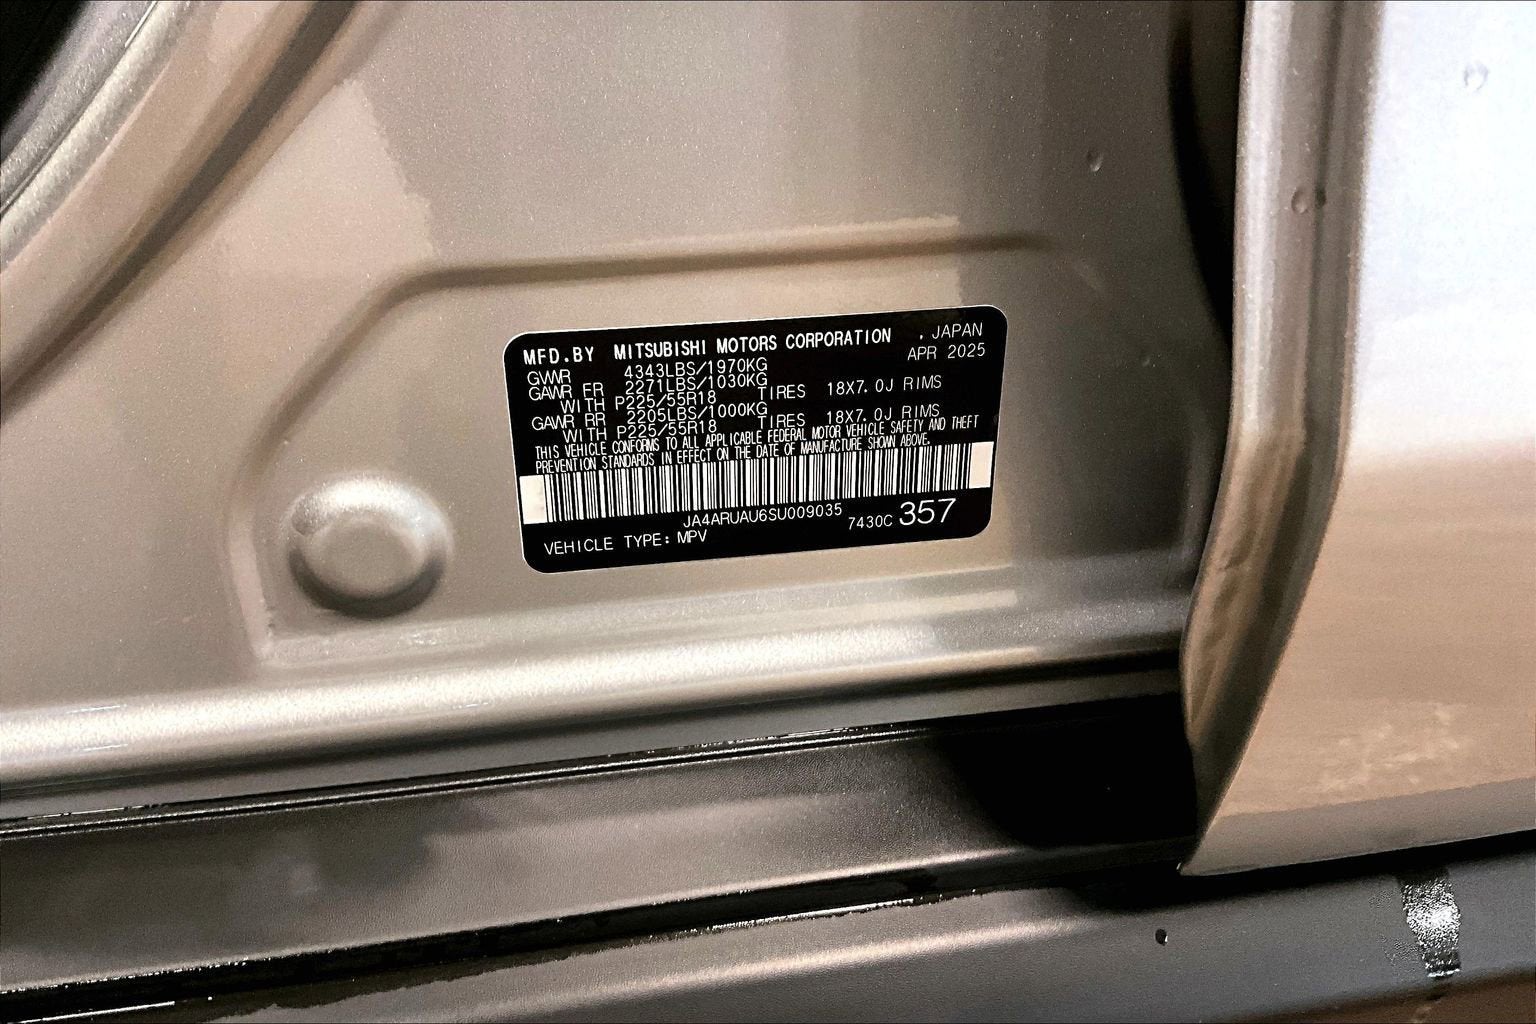 MFD.BY MITSUBISHI MOTORS CORPORATION , JAPAN
APR 2025
GVWR 4343LBS/1970KG
GAWR FR 2271LBS/1030KG
WITH P225/55R18 TIRES 18X7.0J RIMS
GAWR RR 2205LBS/1000KG
WITH P225/55R18 TIRES 18X7.0J RIMS
THIS VEHICLE CONFORMS TO ALL APPLICABLE FEDERAL MOTOR VEHICLE SAFETY AND THEFT
PREVENTION STANDARDS IN EFFECT ON THE DATE OF MANUFACTURE SHOWN ABOVE.
JA4ARUAU6SU009035
7430C 357
VEHICLE TYPE: MPV